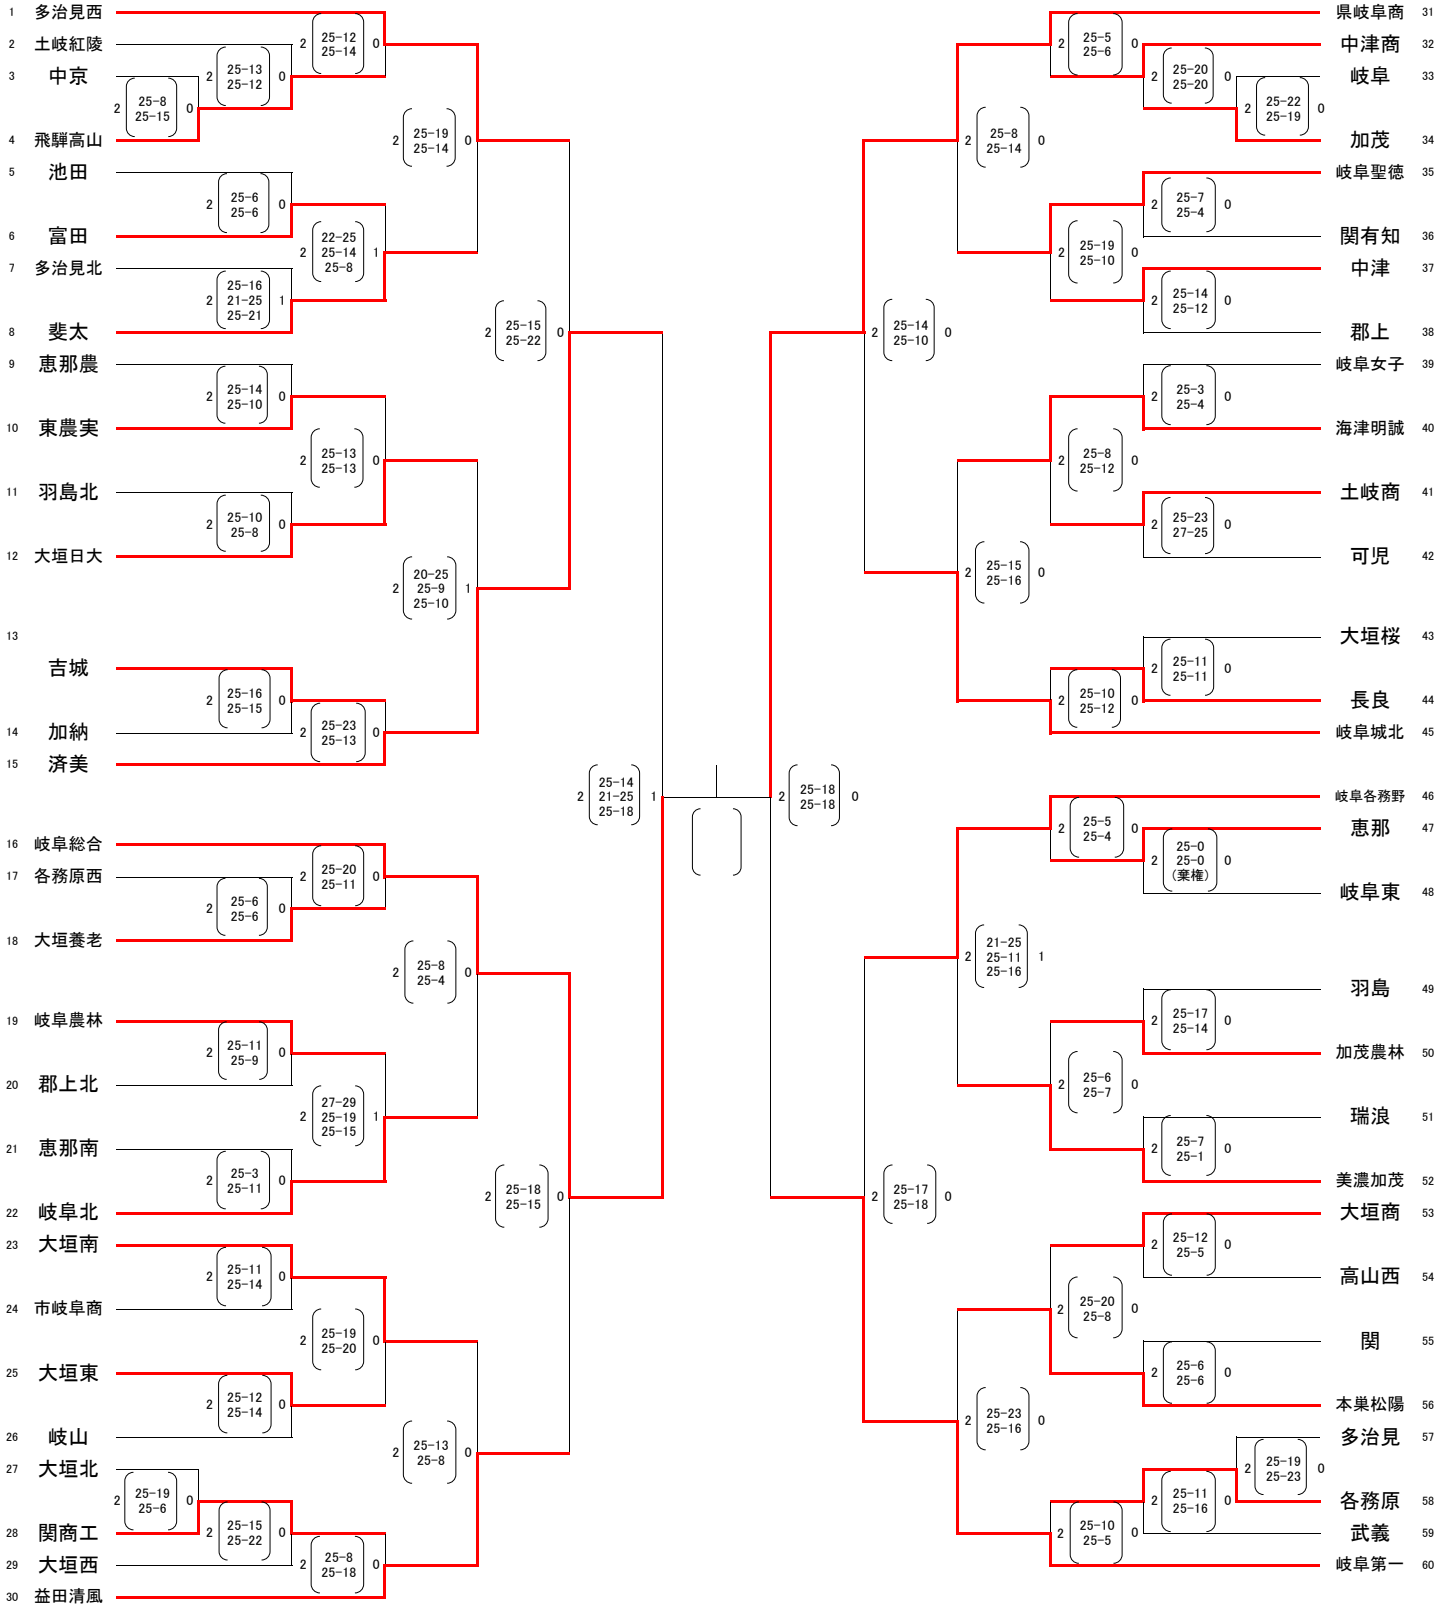 1 多治見西
2 土岐紅陵
3 中京
4 飛騨高山
5 池田
6 富田
7 多治見北
8 斐太
9 恵那農
10 東農実
11 羽島北
12 大垣日大
13
吉城
14 加納
15 済美
16 岐阜総合
17 各務原西
18 大垣養老
19 岐阜農林
20 郡上北
21 恵那南
22 岐阜北
23 大垣南
24 市岐阜商
25 大垣東
26 岐山
27 大垣北
28 関商工
29 大垣西
30 益田清風
2 25-8 0
25-15
2 25-13 0
25-12
2 25-6 0
25-6
2 25-16 1
21-25
25-21
2 25-14 0
25-10
2 25-10 0
25-8
2 25-16 0
25-15
2 25-6 0
25-6
2 25-11 0
25-9
2 25-3 0
25-11
2 25-11 0
25-14
2 25-12 0
25-14
2 25-19 0
25-6
2 25-15 0
25-22
2 25-12 0
25-14
2 22-25 1
25-14
25-8
2 25-13 0
25-13
2 25-23 0
25-13
2 25-20 0
25-11
2 27-29 1
25-19
25-15
2 25-19 0
25-20
2 25-8 0
25-18
2 25-19 0
25-14
2 20-25 1
25-9
25-10
2 25-8 0
25-4
2 25-13 0
25-8
2 25-15 0
25-22
2 25-18 0
25-15
2 25-14 1
21-25
25-18
2 25-18 0
25-18
2 25-14 0
25-10
2 25-17 0
25-18
2 25-8 0
25-14
2 25-15 0
25-16
2 21-25 1
25-11
25-16
2 25-23 0
25-16
2 25-5 0
25-6
2 25-19 0
25-10
2 25-8 0
25-12
2 25-10 0
25-12
2 25-5 0
25-4
2 25-6 0
25-7
2 25-20 0
25-8
2 25-10 0
25-5
2 25-20 0
25-20
2 25-22 0
25-19
2 25-7 0
25-4
2 25-14 0
25-12
2 25-3 0
25-4
2 25-23 0
27-25
2 25-11 0
25-11
2 25-0 0
25-0
(棄権)
2 25-17 0
25-14
2 25-7 0
25-1
2 25-12 0
25-5
2 25-6 0
25-6
2 25-19 0
25-23
2 25-11 0
25-16
県岐阜商 31
中津商 32
岐阜 33
加茂 34
岐阜聖徳 35
関有知 36
中津 37
郡上 38
岐阜女子 39
海津明誠 40
土岐商 41
可児 42
大垣桜 43
長良 44
岐阜城北 45
岐阜各務野 46
恵那 47
岐阜東 48
羽島 49
加茂農林 50
瑞浪 51
美濃加茂 52
大垣商 53
高山西 54
関 55
本巣松陽 56
多治見 57
各務原 58
武義 59
岐阜第一 60